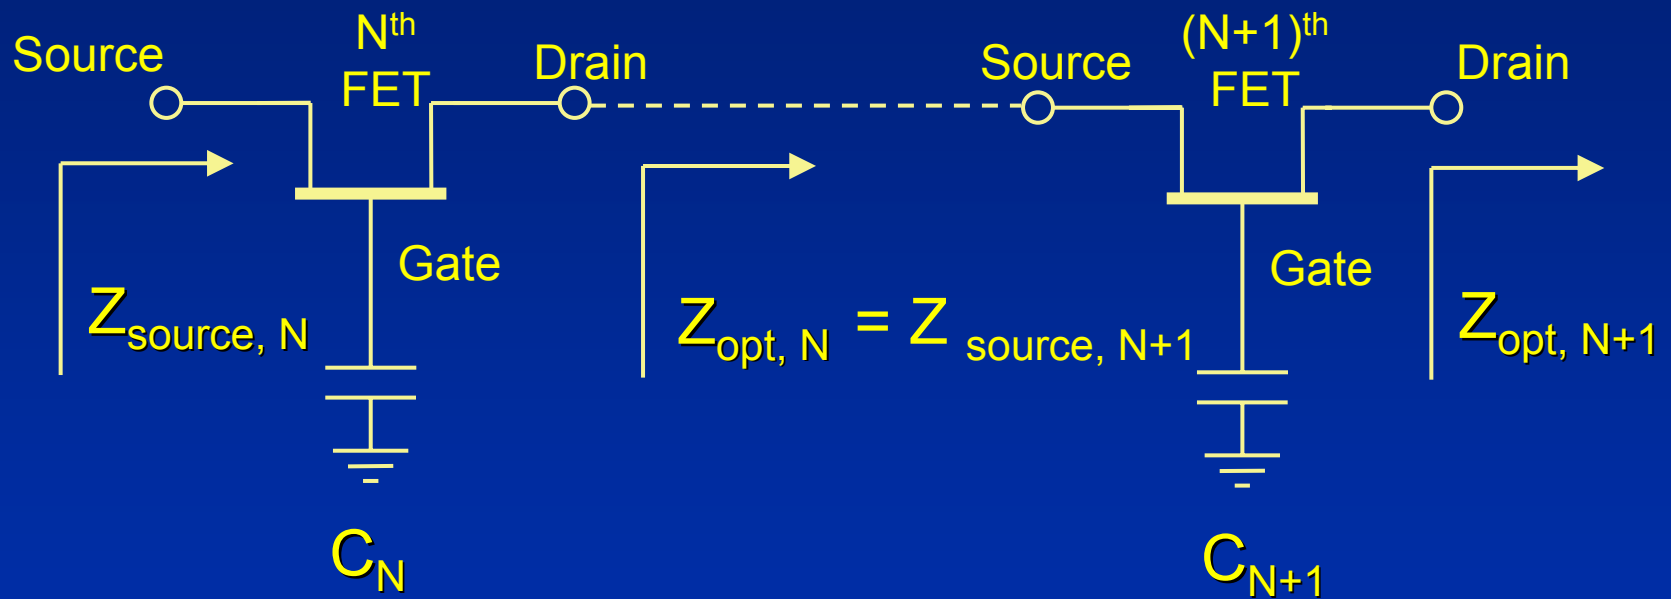 Source
Nth
FET
Drain
Source
(N+1)th
FET
Drain
Gate
Gate
Zsource, N
Zopt, N = Z source, N+1
Zopt, N+1
CN
CN+1